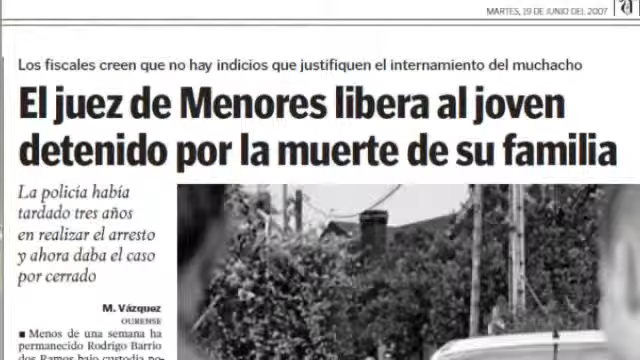 MARTES, 19 DE JUNIO DEL 2007
Los fiscales creen que no hay indicios que justifiquen el internamiento del muchacho
El juez de Menores libera al joven
detenido por la muerte de su familia
La policía había
tardado tres años
en realizar el arresto
y ahora daba el caso
por cerrado
M. Vázquez
OURENSE
■ Menos de una semana ha
permanecido Rodrigo Barrio
dos Ramos bajo custodia po-